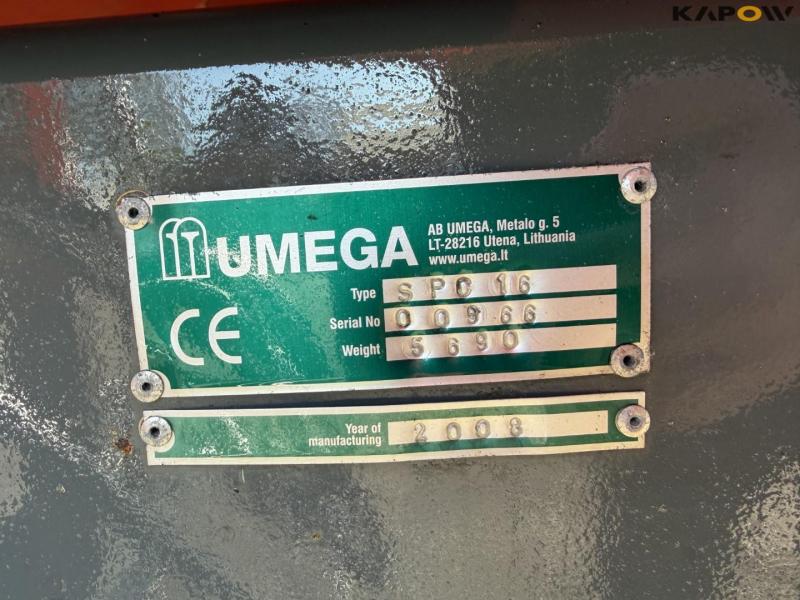 KAPOW
UMEGA
AB UMEGA, Metalo g. 5
LT-28216 Utena, Lithuania
www.umega.lt
Type SPC 16
Serial No 00966
CE
Weight 5690
Year of
manufacturing 2008